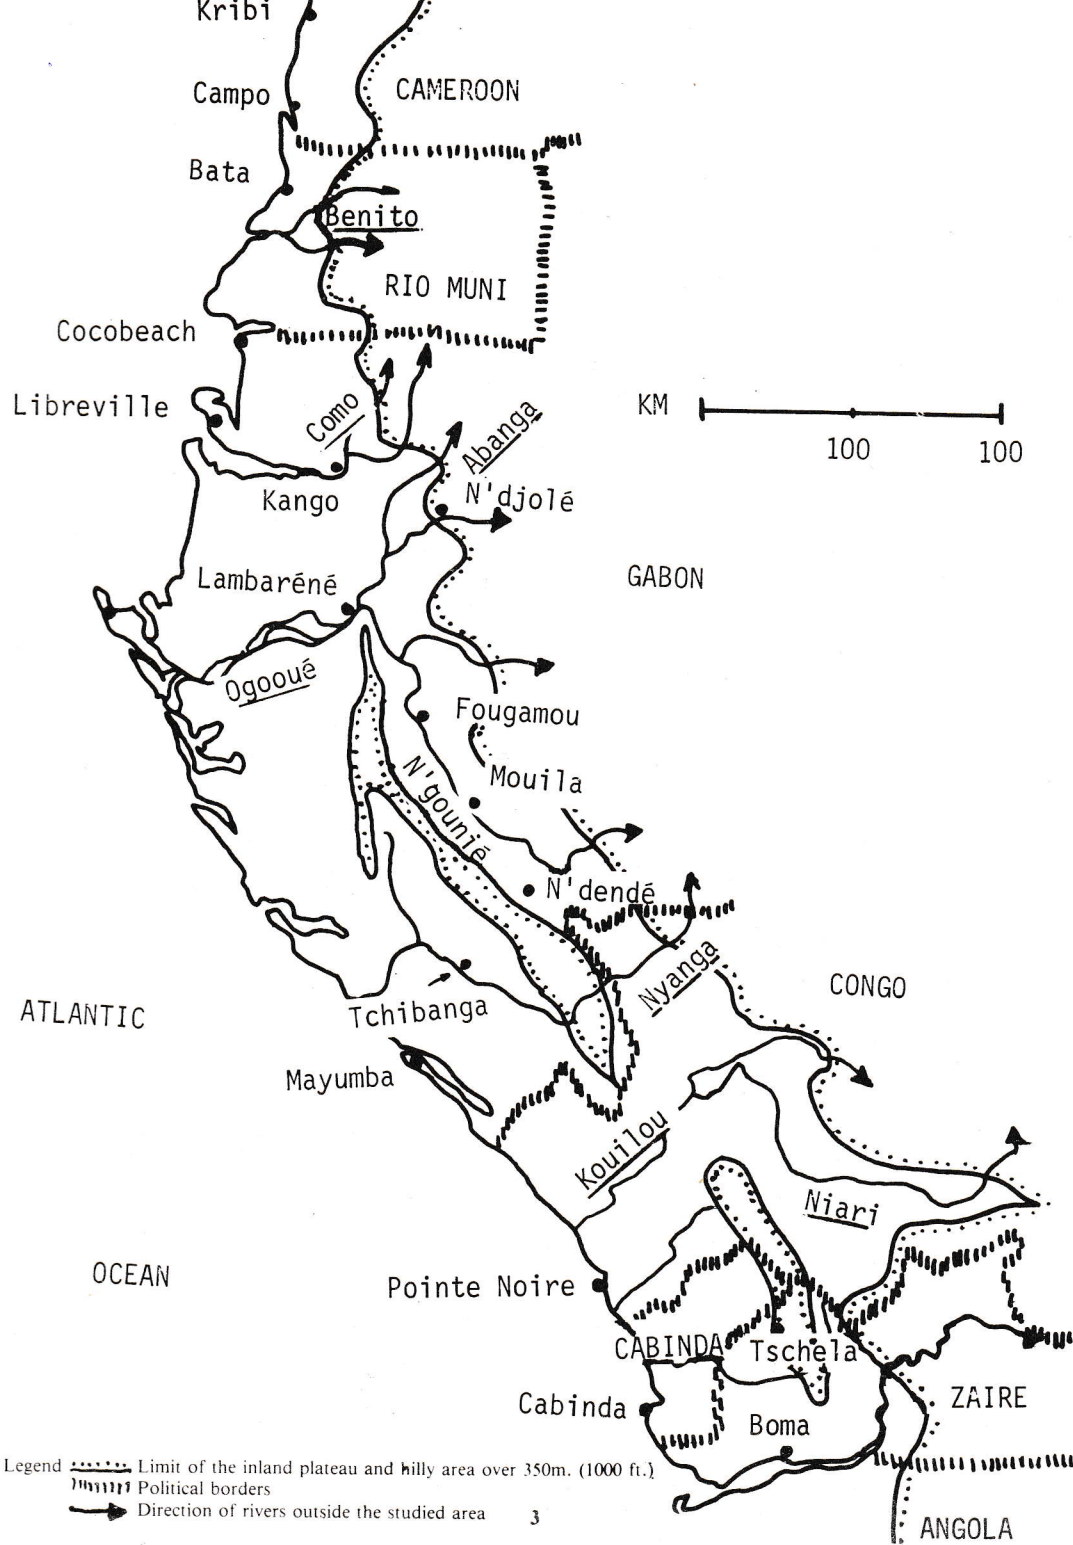 Kribi
CAMEROON
Campo
Bata
Benito
RIO MUNI
Cocobeach
Libreville
Como
Abanga
KM
100 100
Kango
N'djolé
GABON
Lambaréné
Ogooué
Fougamou
Mouila
N'gounié
N'dendé
Nyanga
CONGO
Tchibanga
ATLANTIC
Mayumba
Kouilou
Niari
OCEAN
Pointe Noire
CABINDA
Tschela
Cabinda
ZAIRE
Boma
Legend Limit of the inland plateau and hilly area over 350m. (1000 ft.)
Political borders
Direction of rivers outside the studied area
3
ANGOLA